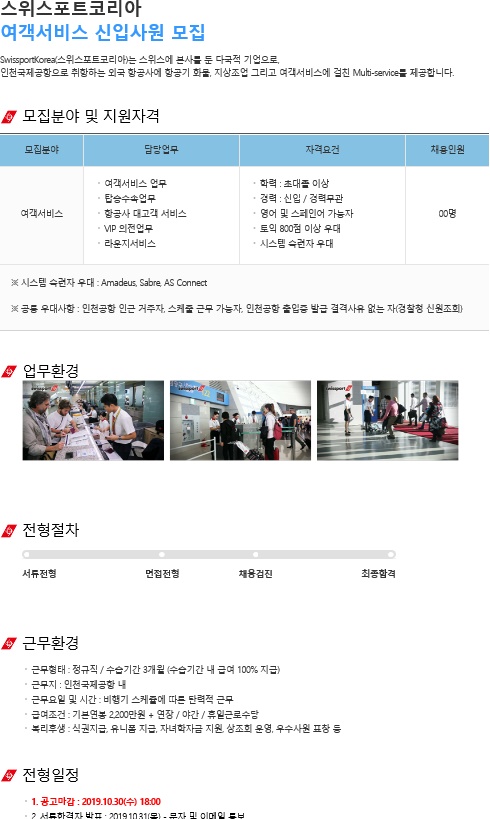 스위스포트코리아
여객서비스 신입사원 모집
SwissportKorea(스위스포트코리아)는 스위스에 본사를 둔 다국적 기업으로,
인천국제공항으로 취항하는 외국 항공사에 항공기 화물, 지상조업 그리고 여객서비스에 걸친 Multi-service를 제공합니다.
모집분야 및 지원자격
모집분야 담당업무 자격요건 채용인원
여객서비스
· 여객서비스 업무
· 탑승수속업무
· 항공사 대고객 서비스
· VIP 의전업무
· 라운지서비스
· 학력 : 초대졸 이상
· 경력 : 신입 / 경력무관
· 영어 및 스페인어 가능자
· 토익 800점 이상 우대
· 시스템 숙련자 우대
00명
※ 시스템 숙련자 우대 : Amadeus, Sabre, AS Connect
※ 공통 우대사항 : 인천공항 인근 거주자, 스케쥴 근무 가능자, 인천공항 출입증 발급 결격사유 없는 자(경찰청 신원조회)
업무환경
swissport
swissport
swissport
전형절차
서류전형 면접전형 채용검진 최종합격
근무환경
· 근무형태 : 정규직 / 수습기간 3개월 (수습기간 내 급여 100% 지급)
· 근무지 : 인천국제공항 내
· 근무요일 및 시간 : 비행기 스케쥴에 따른 탄력적 근무
· 급여조건 : 기본연봉 2,200만원 + 연장 / 야간 / 휴일근로수당
· 복리후생 : 식권지급, 유니폼 지급, 자녀학자금 지원, 상조회 운영, 우수사원 표창 등
전형일정
· 1. 공고마감 : 2019.10.30(수) 18:00
· 2. 서류합격자 발표 : 2019.10.31(목) - 문자 및 이메일 통보